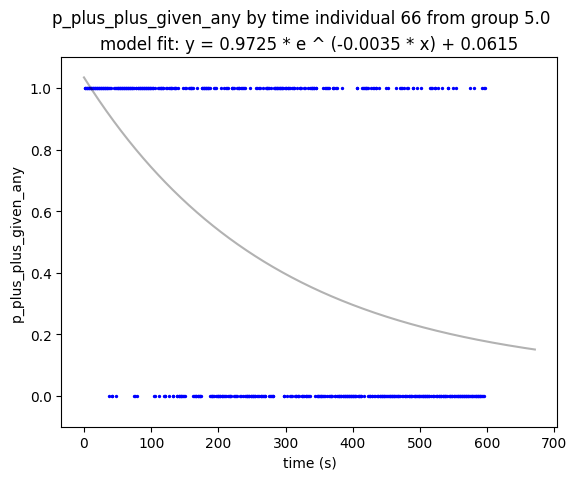 p_plus_plus_given_any by time individual 66 from group 5.0
model fit: y = 0.9725 * e ^ (-0.0035 * x) + 0.0615
1.0
0.8
0.6
0.4
0.2
0.0
p_plus_plus_given_any
0 100 200 300 400 500 600 700
time (s)